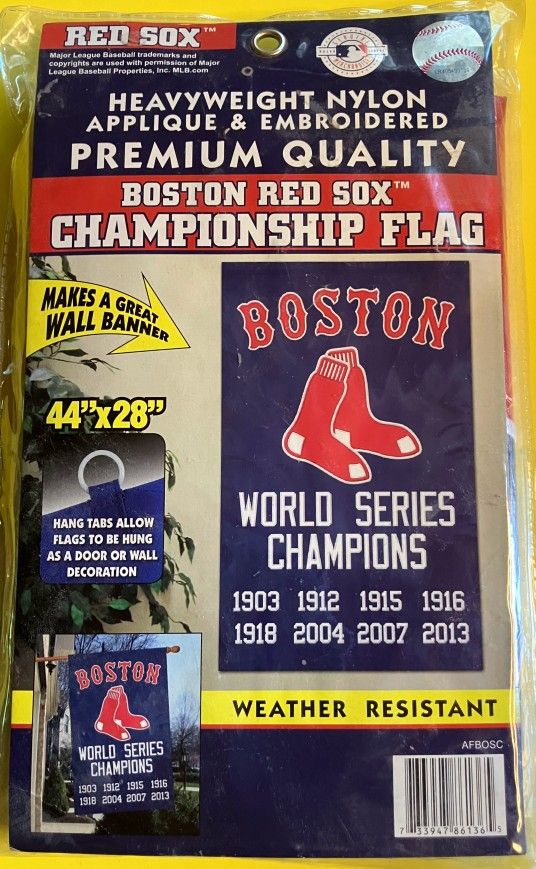 RED SOX™
Major League Baseball trademarks and
copyrights are used with permission of Major
League Baseball Properties, Inc. MLB.com
HEAVYWEIGHT NYLON
APPLIQUE & EMBROIDERED
PREMIUM QUALITY
BOSTON RED SOX™
CHAMPIONSHIP FLAG
MAKES A GREAT
WALL BANNER
44”x28”
HANG TABS ALLOW
FLAGS TO BE HUNG
AS A DOOR OR WALL
DECORATION
BOSTON
WORLD SERIES
CHAMPIONS
1903 1912 1915 1916
1918 2004 2007 2013
BOSTON
WORLD SERIES
CHAMPIONS
1903 1912 1915 1916
1918 2004 2007 2013
WEATHER RESISTANT
AFBOSC
7 33947 86136 5